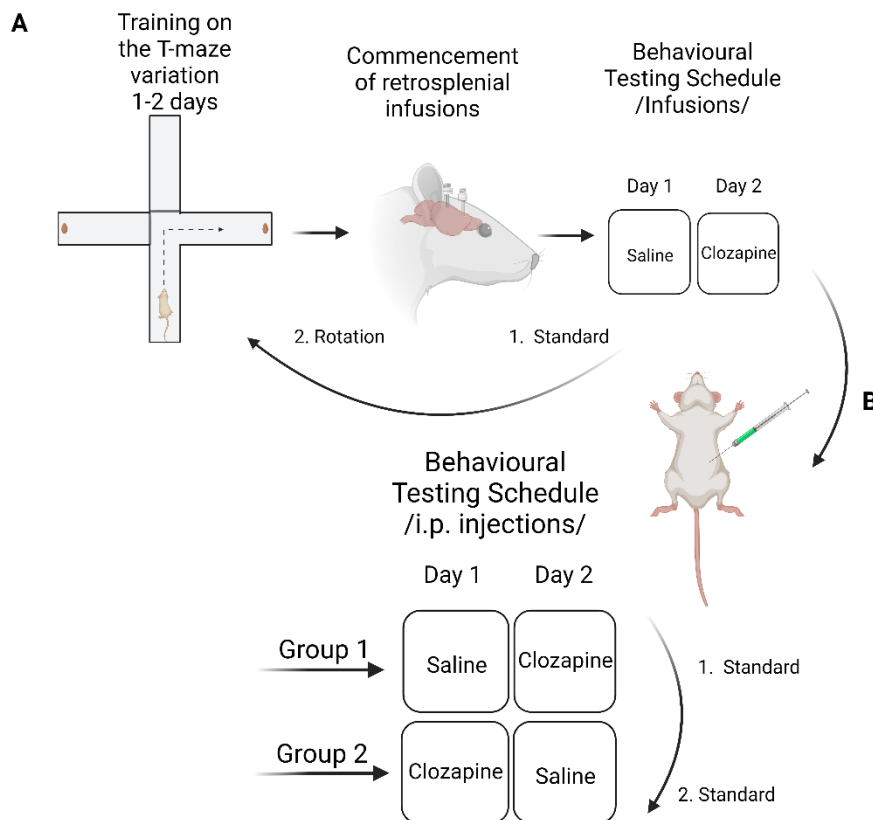 A
Training on
the T-maze
variation
1-2 days
Commencement
of retrosplenial
infusions
Behavioural
Testing Schedule
/Infusions/
Day 1
Day 2
Saline
Clozapine
2. Rotation
1. Standard
B
Behavioural
Testing Schedule
/i.p. injections/
Day 1
Day 2
Group 1
Saline
Clozapine
1. Standard
Group 2
Clozapine
Saline
2. Standard